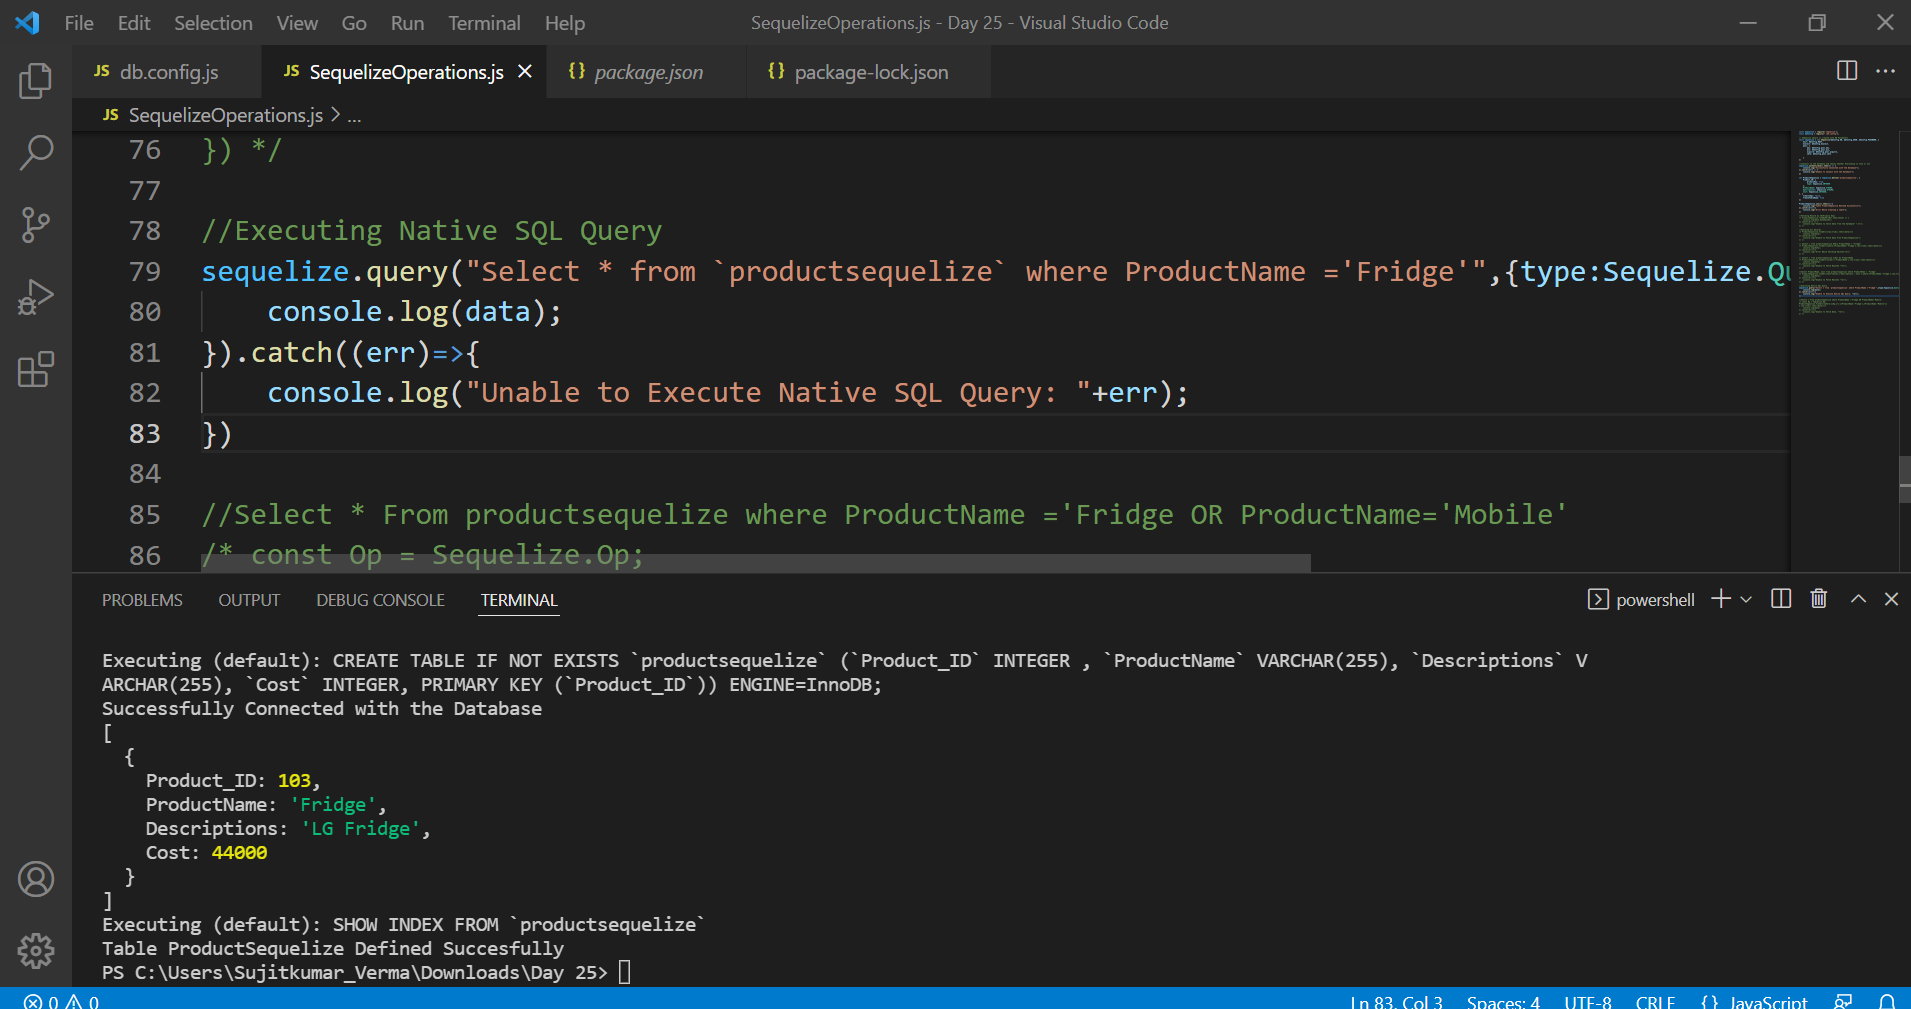 File Edit Selection View Go Run Terminal Help SequelizeOperations.js - Day 25 - Visual Studio Code
JS db.config.js JS SequelizeOperations.js {} package.json {} package-lock.json
JS SequelizeOperations.js > ...
76 }) */
77
78 //Executing Native SQL Query
79 sequelize.query("Select * from `productsequelize` where ProductName ='Fridge'",{type:Sequelize.Qu
80 console.log(data);
81 }).catch((err)=>{
82 console.log("Unable to Execute Native SQL Query: "+err);
83 })
84
85 //Select * From productsequelize where ProductName ='Fridge OR ProductName='Mobile'
86 /* const Op = Sequelize.Op;
PROBLEMS OUTPUT DEBUG CONSOLE TERMINAL powershell
Executing (default): CREATE TABLE IF NOT EXISTS `productsequelize` (`Product_ID` INTEGER , `ProductName` VARCHAR(255), `Descriptions` V
ARCHAR(255), `Cost` INTEGER, PRIMARY KEY (`Product_ID`)) ENGINE=InnoDB;
Successfully Connected with the Database
[
{
Product_ID: 103,
ProductName: 'Fridge',
Descriptions: 'LG Fridge',
Cost: 44000
}
]
Executing (default): SHOW INDEX FROM `productsequelize`
Table ProductSequelize Defined Succesfully
PS C:\Users\Sujitkumar_Verma\Downloads\Day 25>
0 0 Ln 83, Col 3 Spaces: 4 UTF-8 CRLF {} JavaScript